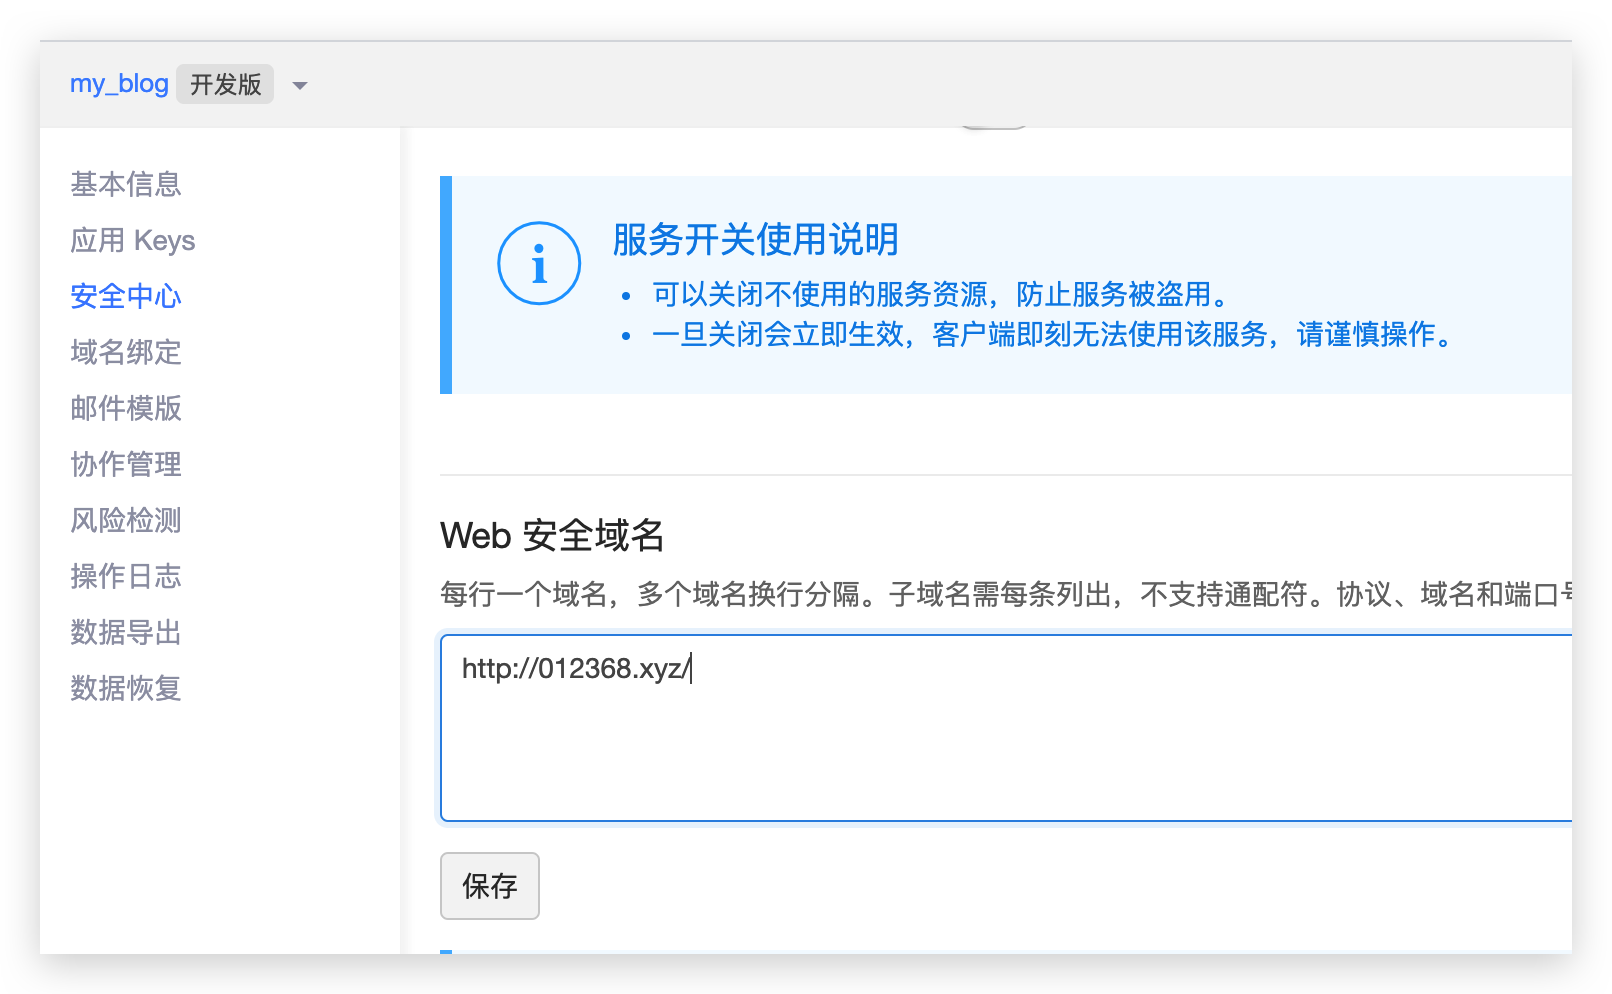 my_blog 开发版
基本信息
应用 Keys
安全中心
域名绑定
邮件模版
协作管理
风险检测
操作日志
数据导出
数据恢复
服务开关使用说明
可以关闭不使用的服务资源，防止服务被盗用。
一旦关闭会立即生效，客户端即刻无法使用该服务，请谨慎操作。
Web 安全域名
每行一个域名，多个域名换行分隔。子域名需每条列出，不支持通配符。协议、域名和端口号
http://012368.xyz/
保存